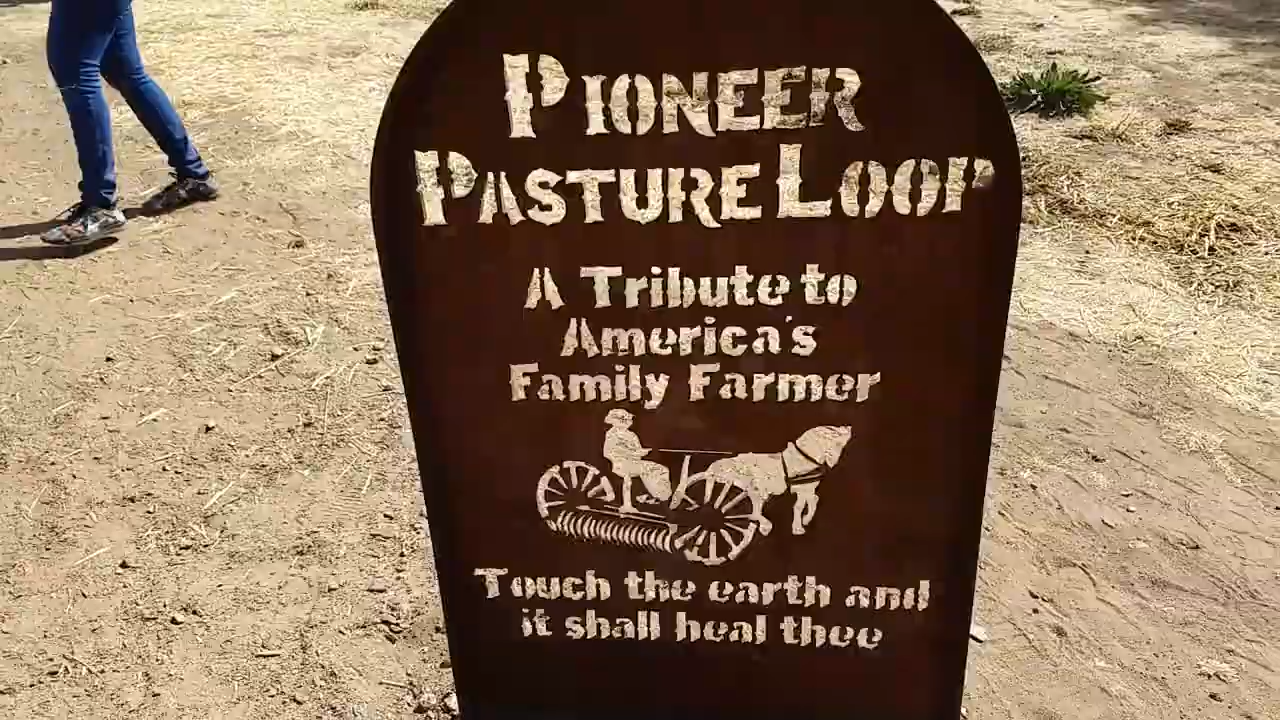 Pioneer
Pasture Loop
A Tribute to
America's
Family Farmer
Touch the earth and
it shall heal thee